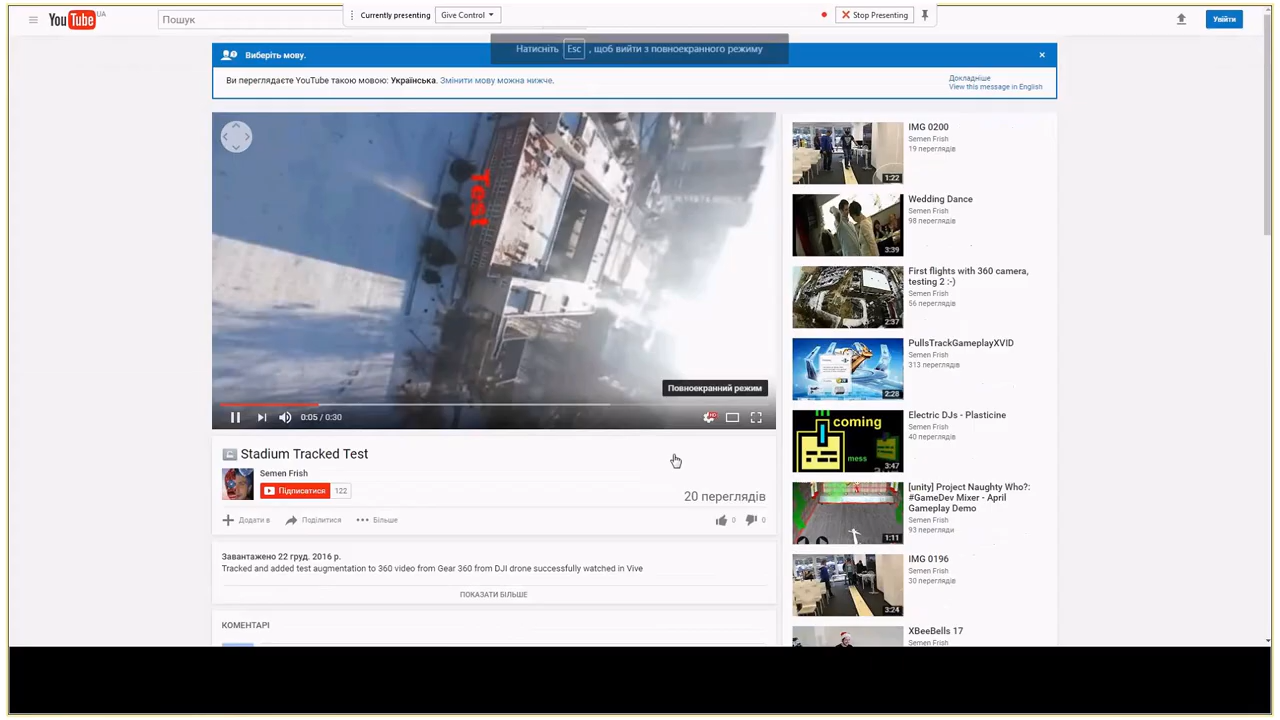 YouTube UA
Пошук
Currently presenting
Give Control
Stop Presenting
Увійти
Натисніть Esc , щоб вийти з повноекранного режиму
Виберіть мову.
Ви переглядаєте YouTube такою мовою: Українська. Змінити мову можна нижче.
Докладніше
View this message in English
Test
Повноекранний режим
0:05 / 0:30
HD
Stadium Tracked Test
Semen Frish
Підписатися 122
20 переглядів
Додати в
Поділитися
Більше
0
0
Завантажено 22 груд. 2016 р.
Tracked and added test augmentation to 360 video from Gear 360 from DJI drone successfully watched in Vive
ПОКАЗАТИ БІЛЬШЕ
КОМЕНТАРІ
IMG 0200
Semen Frish
19 переглядів
1:22
Wedding Dance
Semen Frish
98 переглядів
3:39
First flights with 360 camera,
testing 2 :-)
Semen Frish
56 переглядів
2:37
PullsTrackGameplayXVID
Semen Frish
313 переглядів
2:28
Electric DJs - Plasticine
Semen Frish
40 переглядів
coming
mess
3:47
[unity] Project Naughty Who?:
#GameDev Mixer - April
Gameplay Demo
Semen Frish
93 перегляди
1:11
IMG 0196
Semen Frish
30 переглядів
3:24
XBeeBells 17
Semen Frish